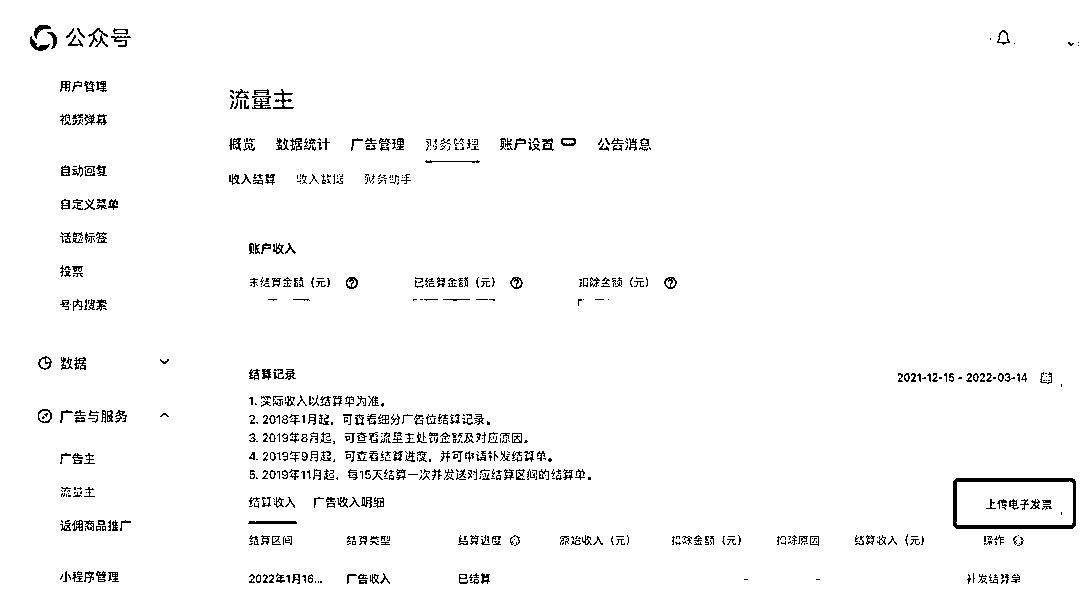 公众号
用户管理
视频弹幕
自动回复
自定义菜单
话题标签
投票
号内搜索
数据
广告与服务
广告主
流量主
返佣商品推广
小程序管理
流量主
概览 数据统计 广告管理 财务管理 账户设置 公告消息
收入结算 收入数据 财务助手
账户收入
未结算金额（元） 已结算金额（元） 扣除金额（元）
结算记录 2021-12-15 - 2022-03-14
1. 实际收入以结算单为准。
2. 2018年1月起，可查看细分广告位结算记录。
3. 2019年8月起，可查看流量主处罚金额及对应原因。
4. 2019年9月起，可查看结算进度，并可申请补发结算单。
5. 2019年11月起，每15天结算一次并发送对应结算区间的结算单。
结算收入 广告收入明细 上传电子发票
结算区间 结算类型 结算进度 原始收入（元） 扣除金额（元） 扣除原因 结算收入（元） 操作
2022年1月16... 广告收入 已结算 - - 补发结算单